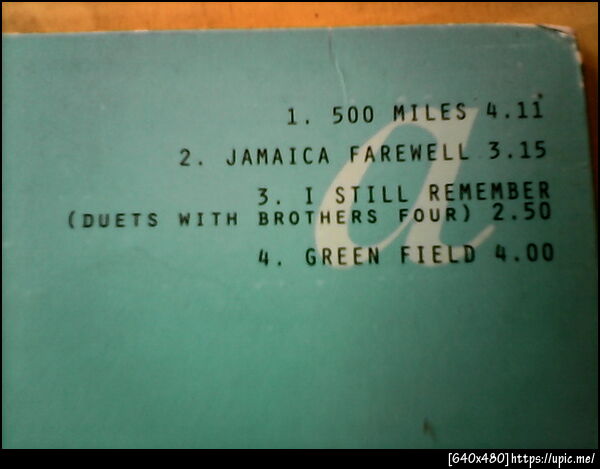 1. 500 MILES 4.11
2. JAMAICA FAREWELL 3.15
3. I STILL REMEMBER
(DUETS WITH BROTHERS FOUR) 2.50
4. GREEN FIELD 4.00
a
[640x480]https://upic.me/